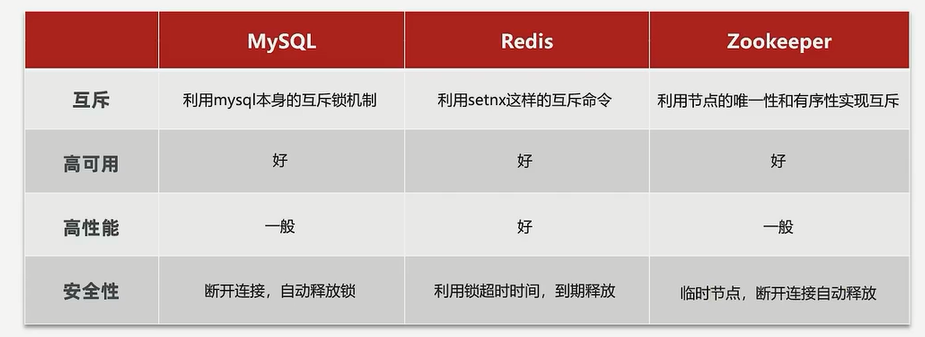 MySQL Redis Zookeeper
互斥 利用mysql本身的互斥锁机制 利用setnx这样的互斥命令 利用节点的唯一性和有序性实现互斥
高可用 好 好 好
高性能 一般 好 一般
安全性 断开连接，自动释放锁 利用锁超时时间，到期释放 临时节点，断开连接自动释放